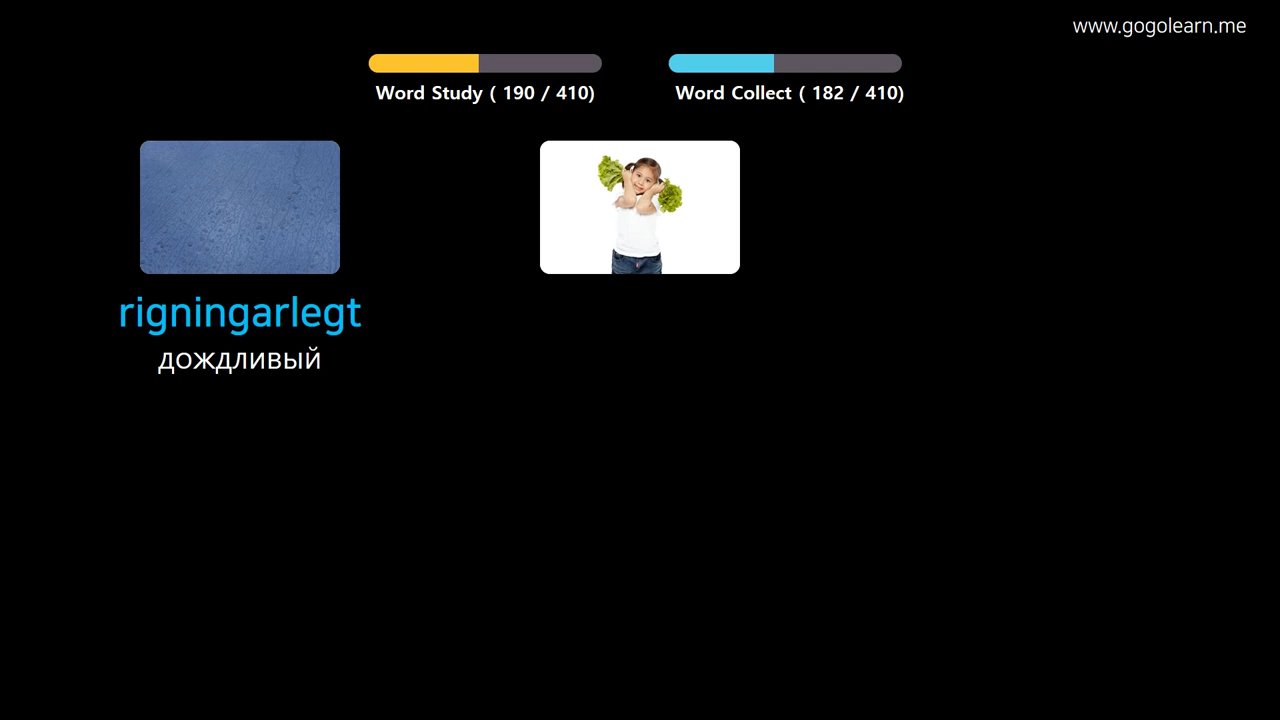 www.gogolearn.me
Word Study ( 190 / 410)
Word Collect ( 182 / 410)
rigningarlegt
дождливый